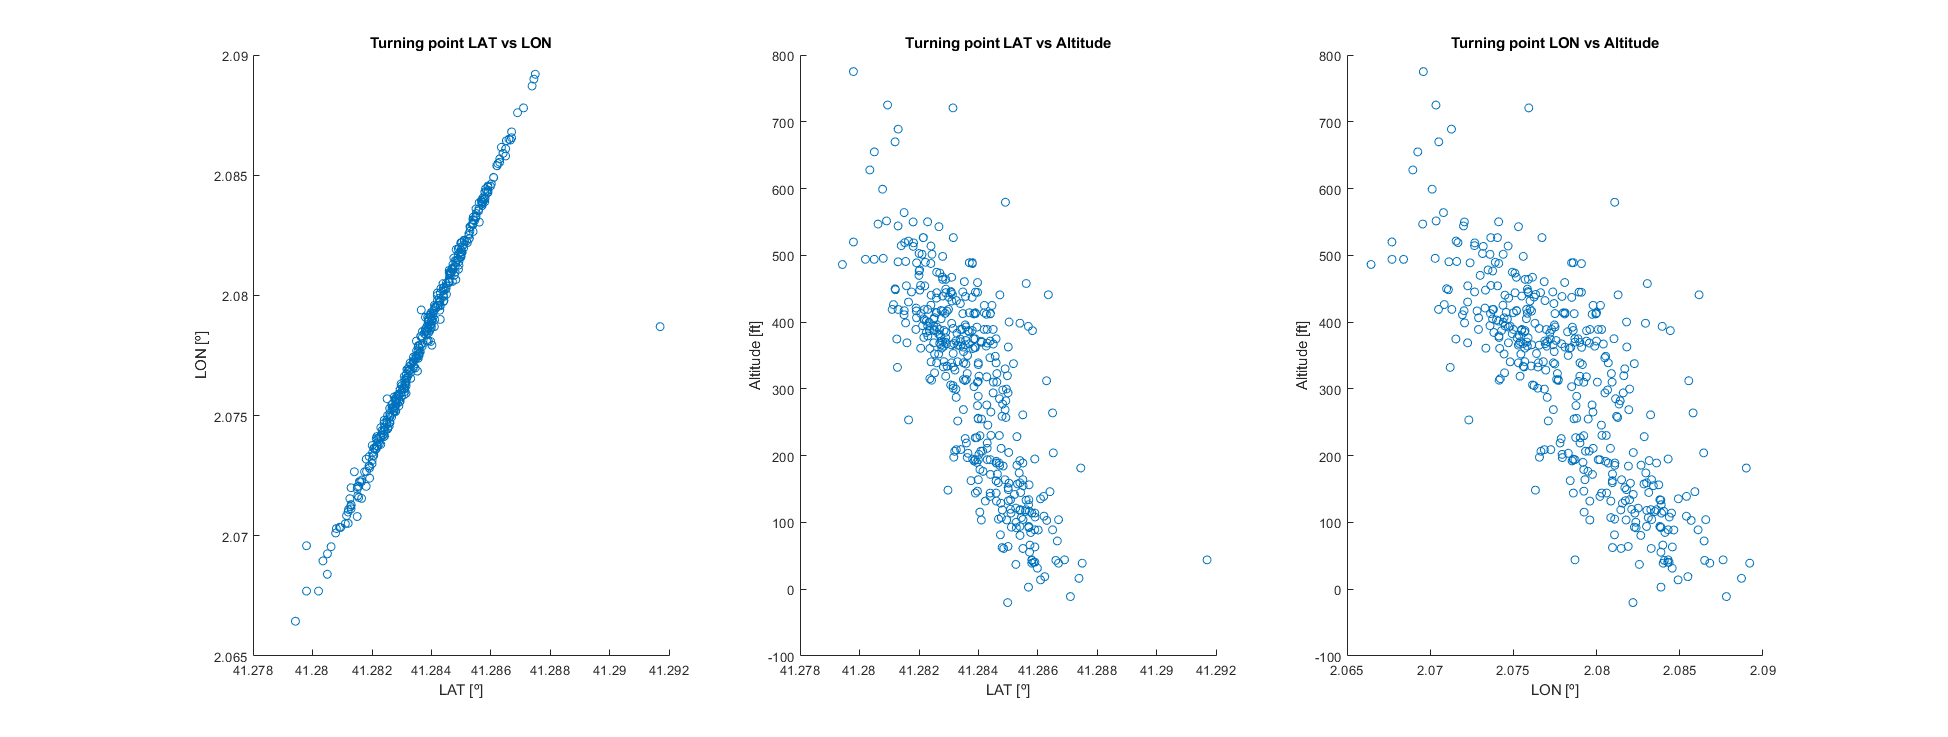 Turning point LAT vs LON
2.09
2.085
2.08
2.075
2.07
2.065
LON [º]
41.278 41.28 41.282 41.284 41.286 41.288 41.29 41.292
LAT [º]
Turning point LAT vs Altitude
800
700
600
500
400
300
200
100
0
-100
Altitude [ft]
41.278 41.28 41.282 41.284 41.286 41.288 41.29 41.292
LAT [º]
Turning point LON vs Altitude
800
700
600
500
400
300
200
100
0
-100
Altitude [ft]
2.065 2.07 2.075 2.08 2.085 2.09
LON [º]